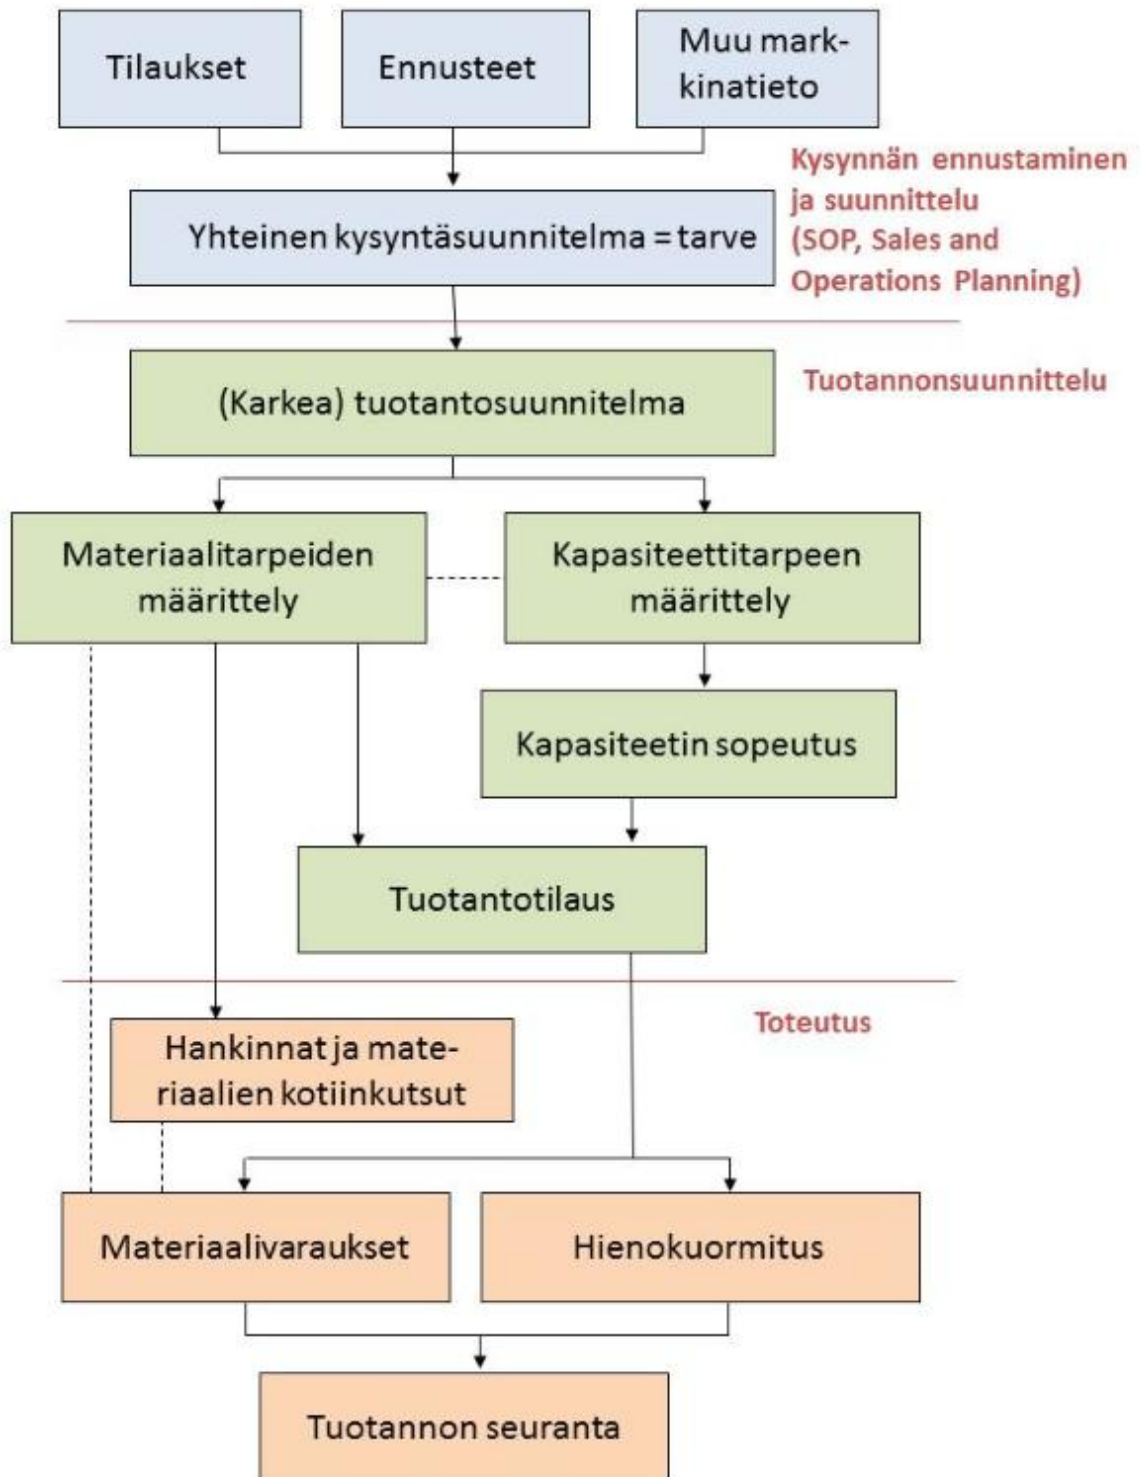 Tilaukset
Ennusteet
Muu mark-
kinatieto
Kysynnän ennustaminen
ja suunnittelu
(SOP, Sales and
Operations Planning)
Yhteinen kysyntäsuunnitelma = tarve
Tuotannonsuunnittelu
(Karkea) tuotantosuunnitelma
Materiaalitarpeiden
määrittely
Kapasiteettitarpeen
määrittely
Kapasiteetin sopeutus
Tuotantotilaus
Toteutus
Hankinnat ja mate-
riaalien kotiinkutsut
Materiaalivaraukset
Hienokuormitus
Tuotannon seuranta